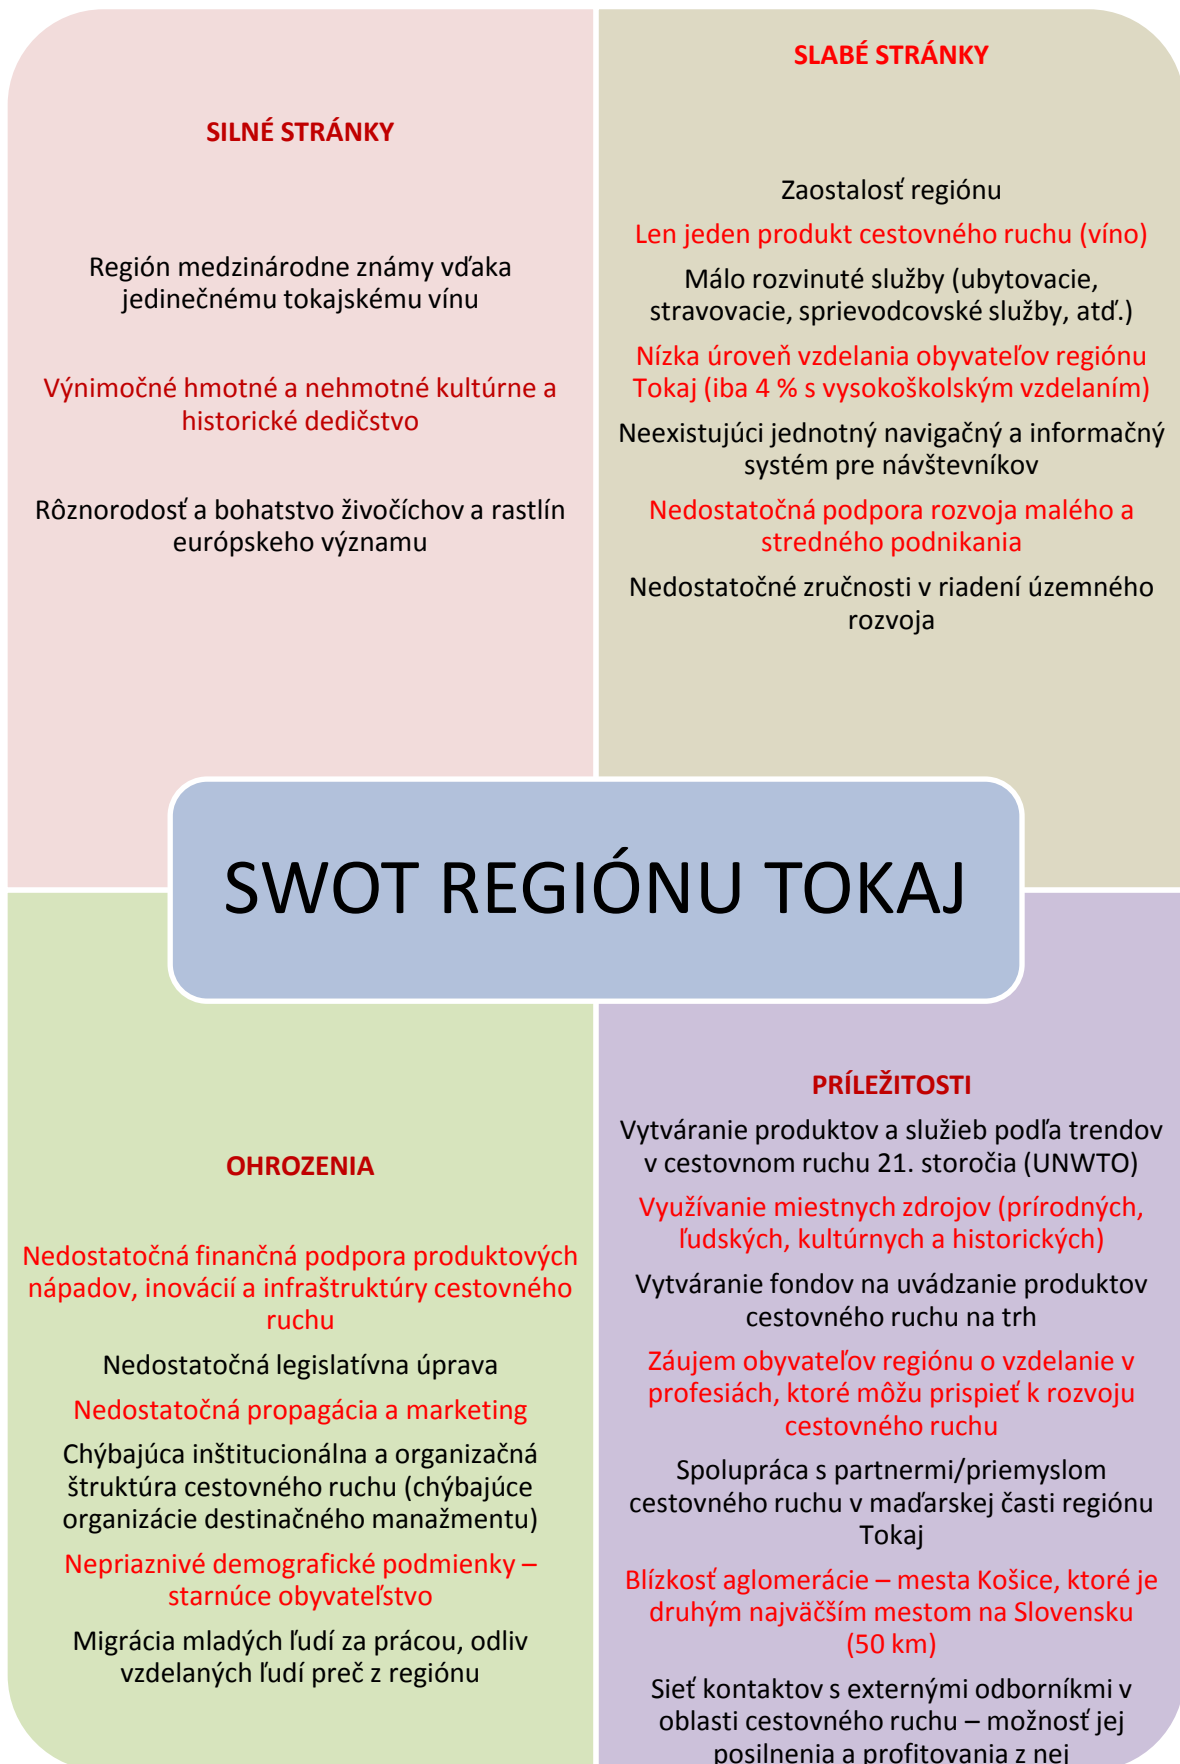 SILNÉ STRÁNKY
Región medzinárodne známy vďaka
jedinečnému tokajskému vínu
Výnimočné hmotné a nehmotné kultúrne a
historické dedičstvo
Rôznorodosť a bohatstvo živočíchov a rastlín
európskeho významu
SLABÉ STRÁNKY
Zaostalosť regiónu
Len jeden produkt cestovného ruchu (víno)
Málo rozvinuté služby (ubytovacie,
stravovacie, sprievodcovské služby, atď.)
Nízka úroveň vzdelania obyvateľov regiónu
Tokaj (iba 4 % s vysokoškolským vzdelaním)
Neexistujúci jednotný navigačný a informačný
systém pre návštevníkov
Nedostatočná podpora rozvoja malého a
stredného podnikania
Nedostatočné zručnosti v riadení územného
rozvoja
SWOT REGIÓNU TOKAJ
OHROZENIA
Nedostatočná finančná podpora produktových
nápadov, inovácií a infraštruktúry cestovného
ruchu
Nedostatočná legislatívna úprava
Nedostatočná propagácia a marketing
Chýbajúca inštitucionálna a organizačná
štruktúra cestovného ruchu (chýbajúce
organizácie destinačného manažmentu)
Nepriaznivé demografické podmienky –
starnúce obyvateľstvo
Migrácia mladých ľudí za prácou, odliv
vzdelaných ľudí preč z regiónu
PRÍLEŽITOSTI
Vytváranie produktov a služieb podľa trendov
v cestovnom ruchu 21. storočia (UNWTO)
Využívanie miestnych zdrojov (prírodných,
ľudských, kultúrnych a historických)
Vytváranie fondov na uvádzanie produktov
cestovného ruchu na trh
Záujem obyvateľov regiónu o vzdelanie v
profesiách, ktoré môžu prispieť k rozvoju
cestovného ruchu
Spolupráca s partnermi/priemyslom
cestovného ruchu v maďarskej časti regiónu
Tokaj
Blízkosť aglomerácie – mesta Košice, ktoré je
druhým najväčším mestom na Slovensku
(50 km)
Sieť kontaktov s externými odborníkmi v
oblasti cestovného ruchu – možnosť jej
posilnenia a profitovania z nej